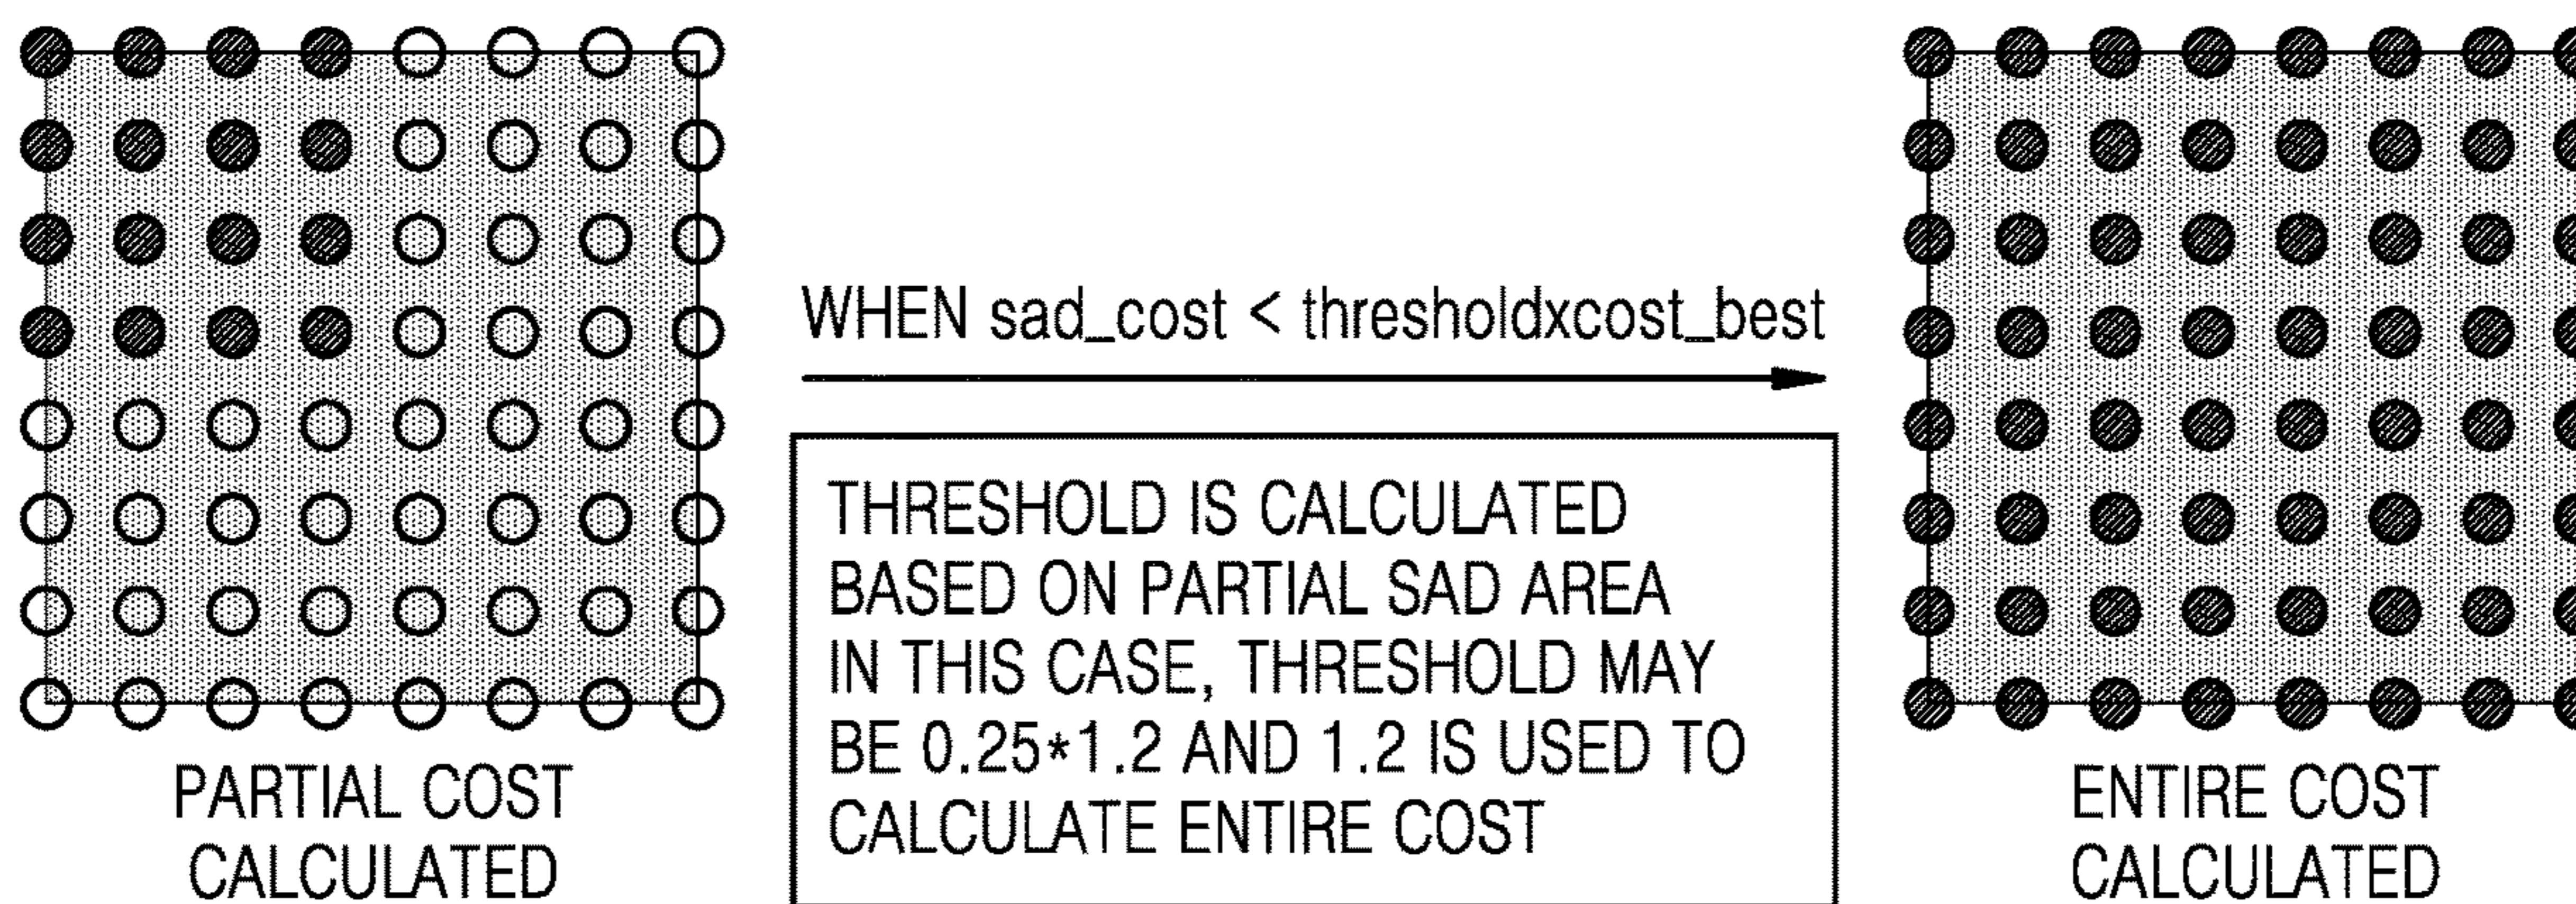 WHEN sad_cost < thresholdxcost_best
THRESHOLD IS CALCULATED
BASED ON PARTIAL SAD AREA
IN THIS CASE, THRESHOLD MAY
BE 0.25*1.2 AND 1.2 IS USED TO
CALCULATE ENTIRE COST
PARTIAL COST
CALCULATED
ENTIRE COST
CALCULATED